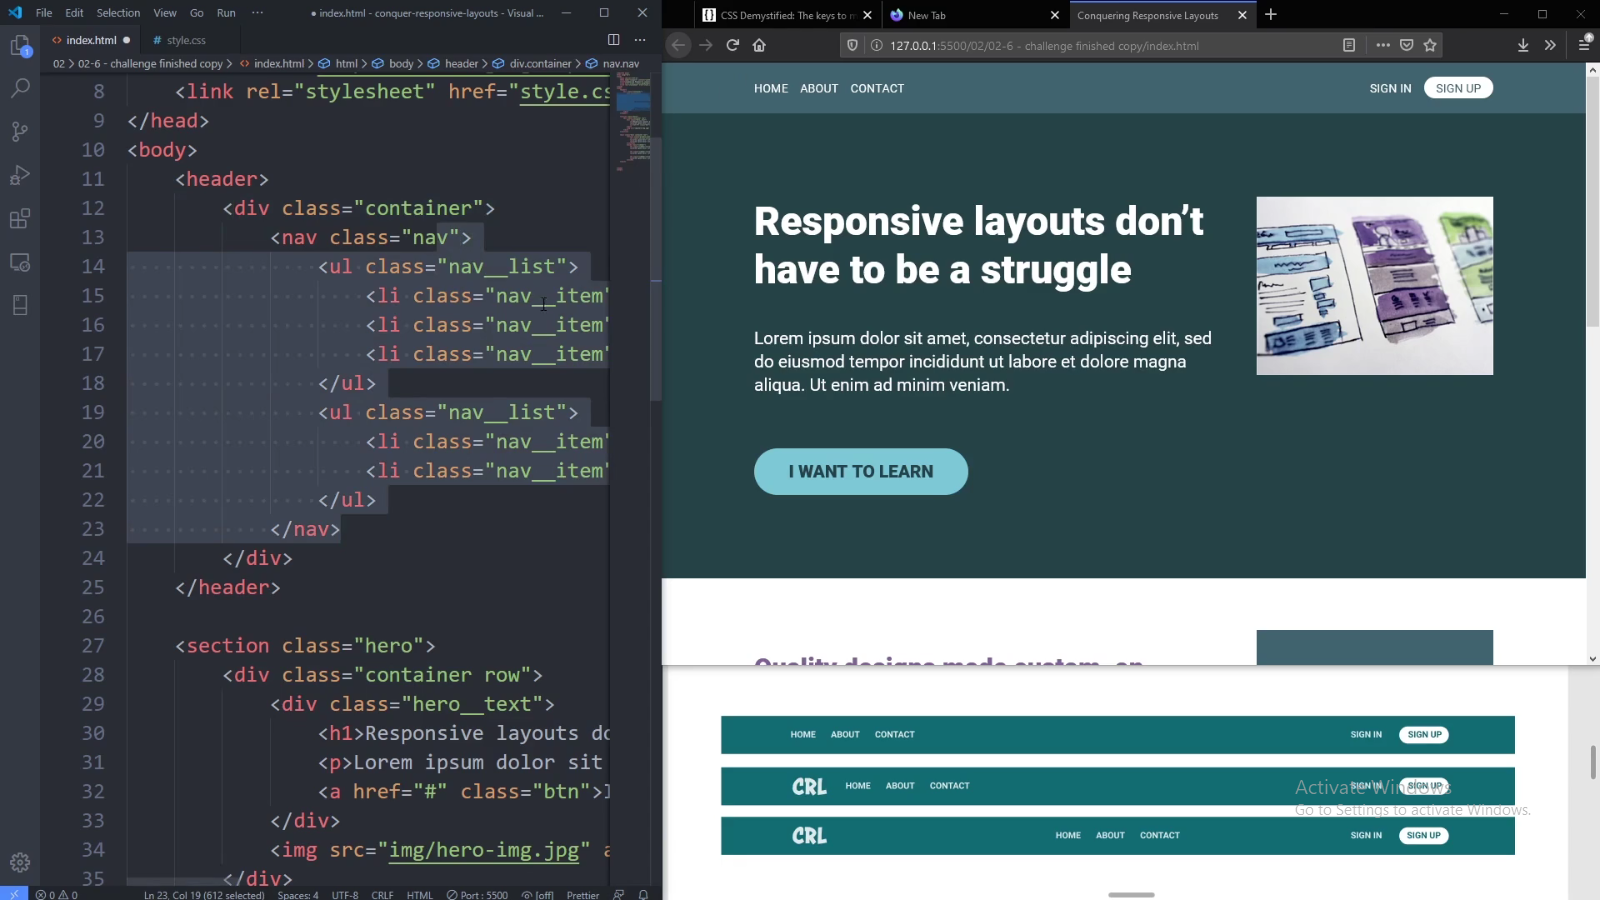 File Edit Selection View Go Run ··· ● index.html - conquer-responsive-layouts - Visual ...
index.html ● # style.css
02 > 02-6 - challenge finished copy > index.html > html > body > header > div.container > nav.nav
8 <link rel="stylesheet" href="style.cs
9 </head>
10 <body>
11 <header>
12 <div class="container">
13 <nav class="nav">
14 <ul class="nav__list">
15 <li class="nav__item"
16 <li class="nav__item"
17 <li class="nav__item"
18 </ul>
19 <ul class="nav__list">
20 <li class="nav__item"
21 <li class="nav__item"
22 </ul>
23 </nav>
24 </div>
25 </header>
26
27 <section class="hero">
28 <div class="container row">
29 <div class="hero__text">
30 <h1>Responsive layouts do
31 <p>Lorem ipsum dolor sit
32 <a href="#" class="btn">I
33 </div>
34 <img src="img/hero-img.jpg" a
35 </div>
0 0 Ln 23, Col 19 (612 selected) Spaces: 4 UTF-8 CRLF HTML Port : 5500 [off] Prettier
1
CSS Demystified: The keys to m New Tab Conquering Responsive Layouts
127.0.0.1:5500/02/02-6 - challenge finished copy/index.html
HOME ABOUT CONTACT SIGN IN SIGN UP
Responsive layouts don't
have to be a struggle
Lorem ipsum dolor sit amet, consectetur adipiscing elit, sed
do eiusmod tempor incididunt ut labore et dolore magna
aliqua. Ut enim ad minim veniam.
I WANT TO LEARN
Quality designs made custom, on
HOME ABOUT CONTACT SIGN IN SIGN UP
CRL HOME ABOUT CONTACT SIGN IN SIGN UP
CRL HOME ABOUT CONTACT SIGN IN SIGN UP
Activate Windows
Go to Settings to activate Windows.